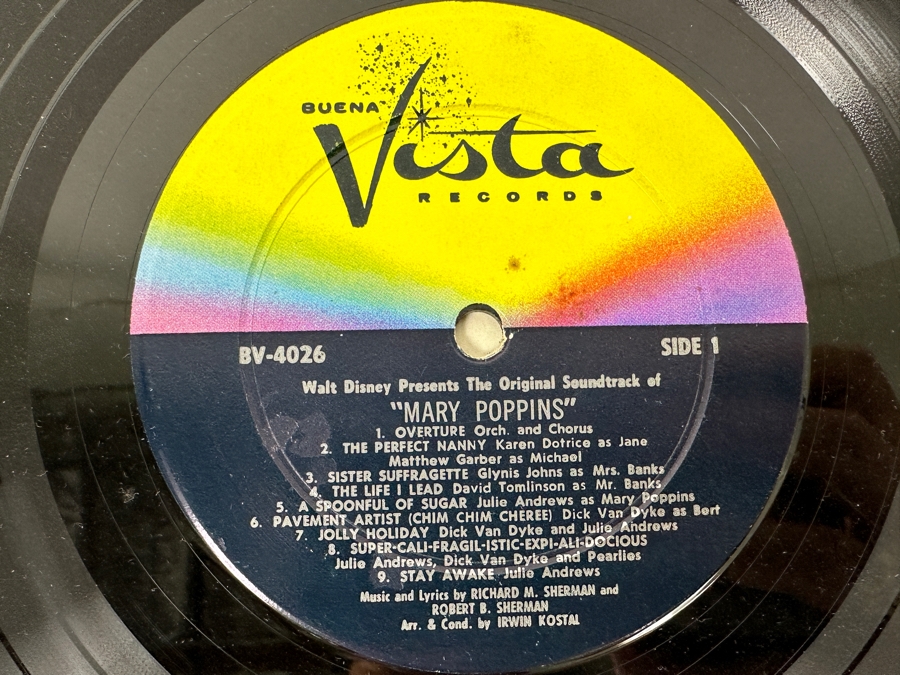 BUENA
Vista
RECORDS
BV-4026 SIDE 1
Walt Disney Presents The Original Soundtrack of
"MARY POPPINS"
1. OVERTURE Orch. and Chorus
2. THE PERFECT NANNY Karen Dotrice as Jane
Matthew Garber as Michael
3. SISTER SUFFRAGETTE Glynis Johns as Mrs. Banks
4. THE LIFE I LEAD David Tomlinson as Mr. Banks
5. A SPOONFUL OF SUGAR Julie Andrews as Mary Poppins
6. PAVEMENT ARTIST (CHIM CHIM CHEREE) Dick Van Dyke as Bert
7. JOLLY HOLIDAY Dick Van Dyke and Julie Andrews
8. SUPER-CALI-FRAGIL-ISTIC-EXPI-ALI-DOCIOUS
Julie Andrews, Dick Van Dyke and Pearlies
9. STAY AWAKE Julie Andrews
Music and Lyrics by RICHARD M. SHERMAN and
ROBERT B. SHERMAN
Arr. & Cond. by IRWIN KOSTAL